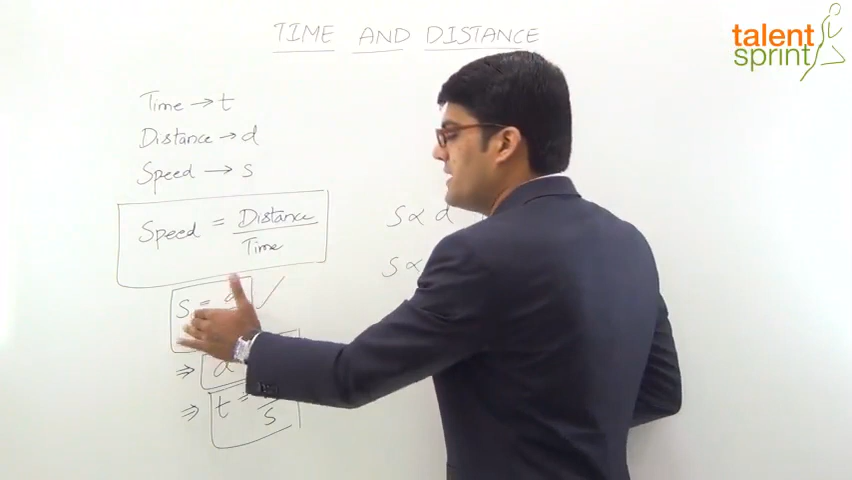 TIME AND DISTANCE
talent
sprint
Time → t
Distance → d
Speed → s
Speed = Distance / Time
S ∝ d
S ∝
S =
⇒ d
⇒ t = / S